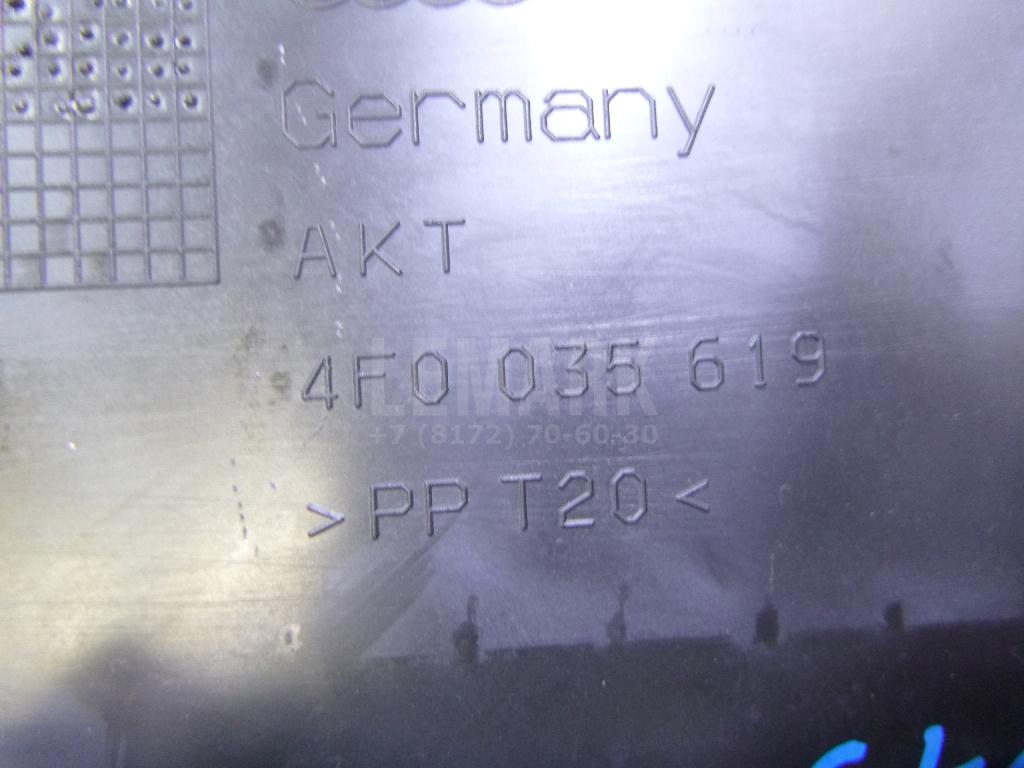 Germany
AKT
4F0 035 619
LEMARK
+7 (8172) 70-60-30
>PP T20<